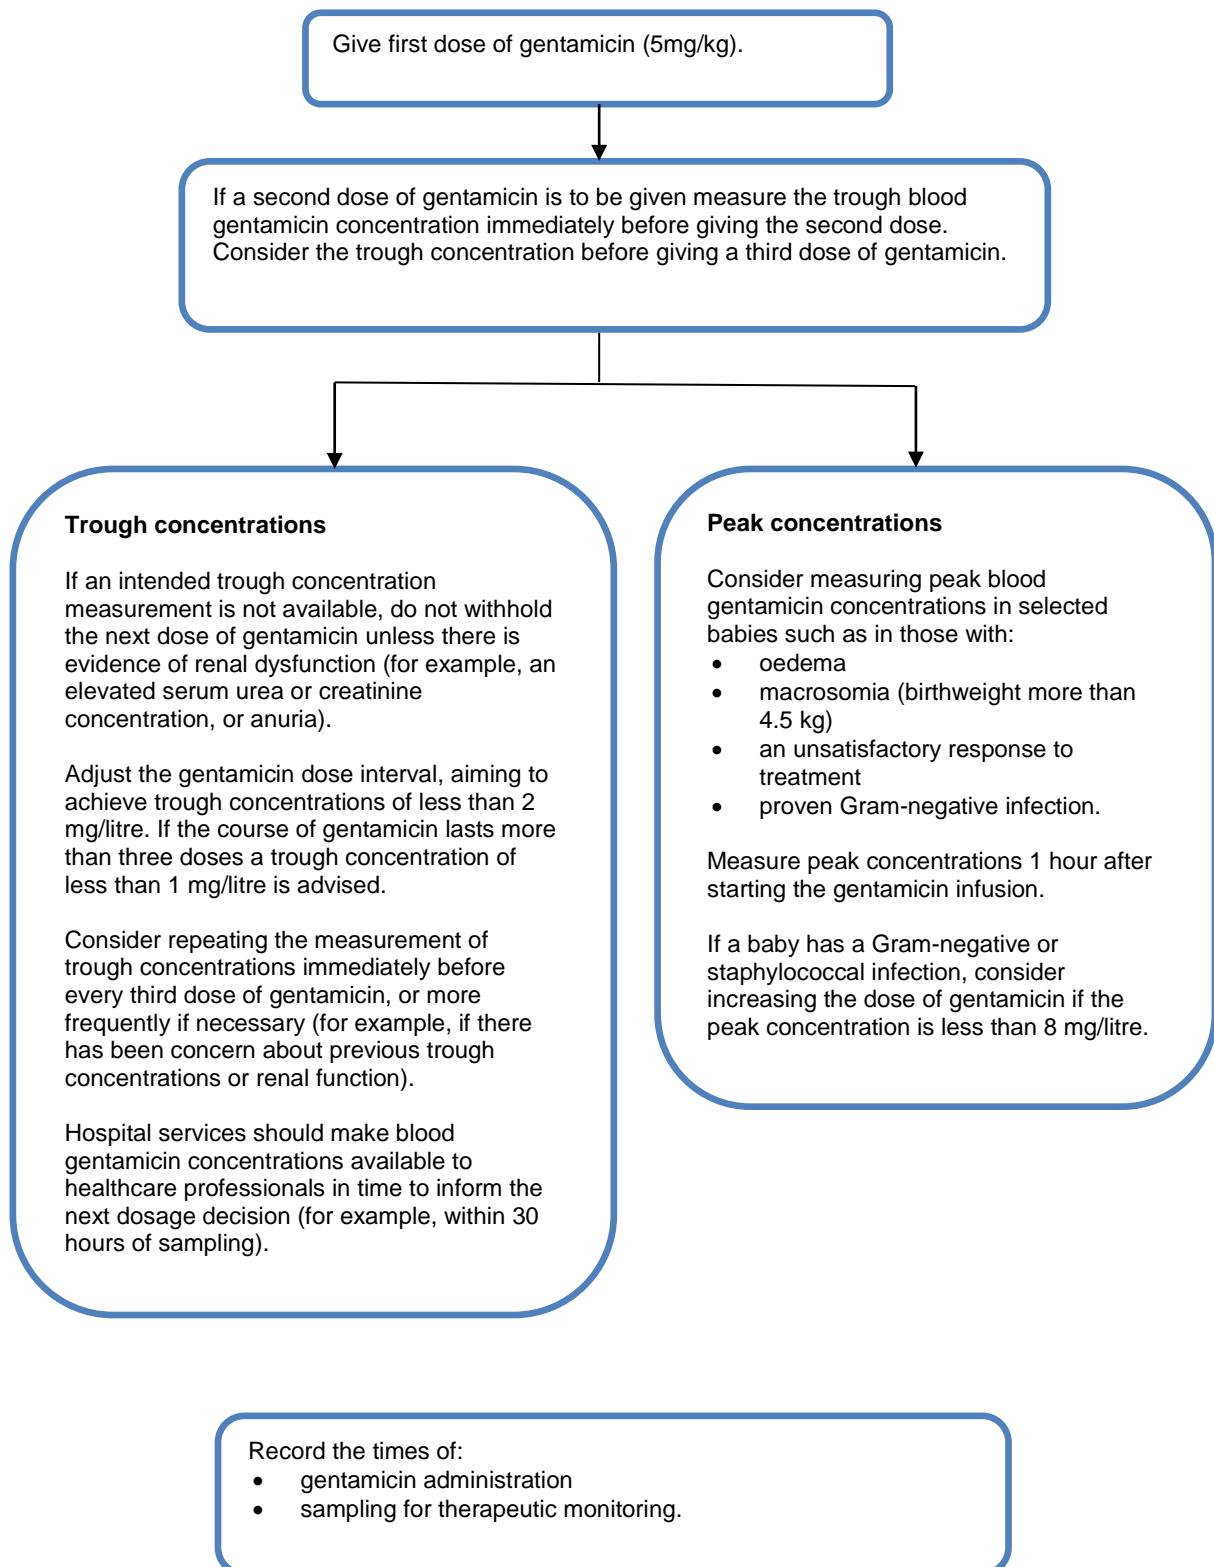 Give first dose of gentamicin (5mg/kg).
If a second dose of gentamicin is to be given measure the trough blood
gentamicin concentration immediately before giving the second dose.
Consider the trough concentration before giving a third dose of gentamicin.
Trough concentrations
If an intended trough concentration
measurement is not available, do not withhold
the next dose of gentamicin unless there is
evidence of renal dysfunction (for example, an
elevated serum urea or creatinine
concentration, or anuria).
Adjust the gentamicin dose interval, aiming to
achieve trough concentrations of less than 2
mg/litre. If the course of gentamicin lasts more
than three doses a trough concentration of
less than 1 mg/litre is advised.
Consider repeating the measurement of
trough concentrations immediately before
every third dose of gentamicin, or more
frequently if necessary (for example, if there
has been concern about previous trough
concentrations or renal function).
Hospital services should make blood
gentamicin concentrations available to
healthcare professionals in time to inform the
next dosage decision (for example, within 30
hours of sampling).
Peak concentrations
Consider measuring peak blood
gentamicin concentrations in selected
babies such as in those with:
• oedema
• macrosomia (birthweight more than
4.5 kg)
• an unsatisfactory response to
treatment
• proven Gram-negative infection.
Measure peak concentrations 1 hour after
starting the gentamicin infusion.
If a baby has a Gram-negative or
staphylococcal infection, consider
increasing the dose of gentamicin if the
peak concentration is less than 8 mg/litre.
Record the times of:
• gentamicin administration
• sampling for therapeutic monitoring.